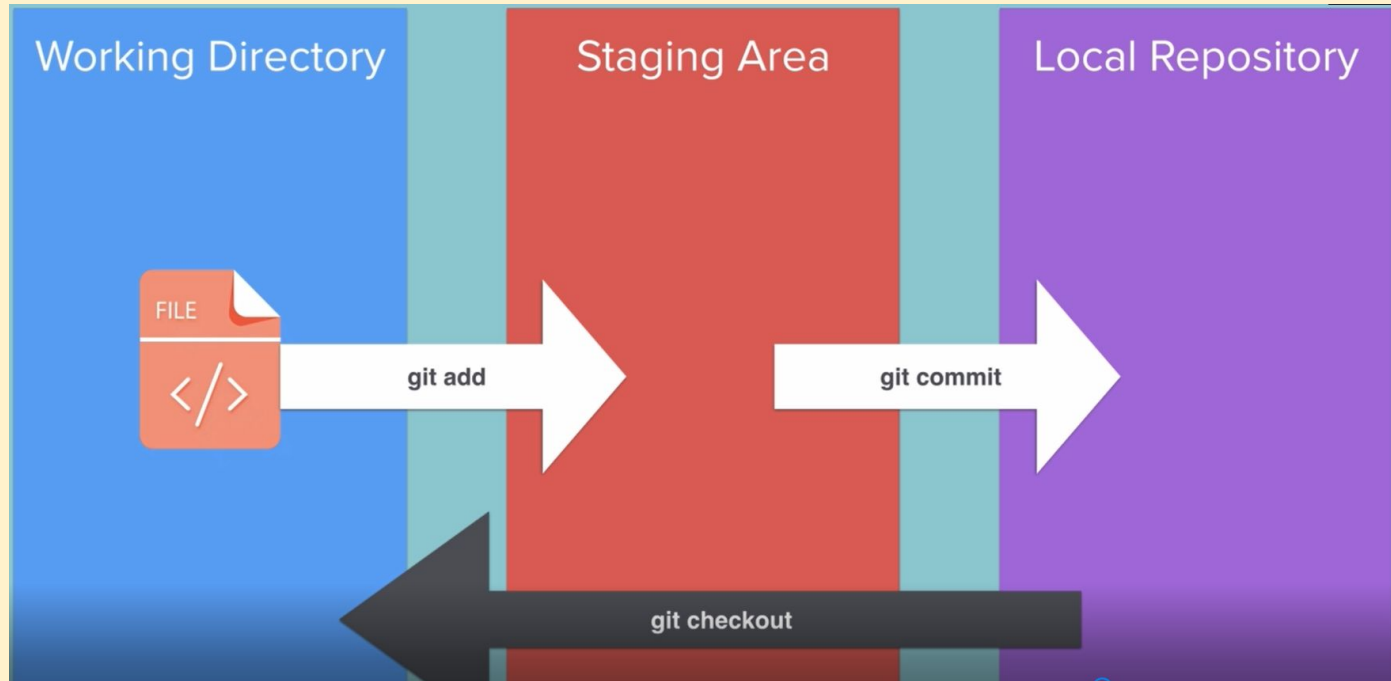 Working Directory
Staging Area
Local Repository
FILE
</>
git add
git commit
git checkout